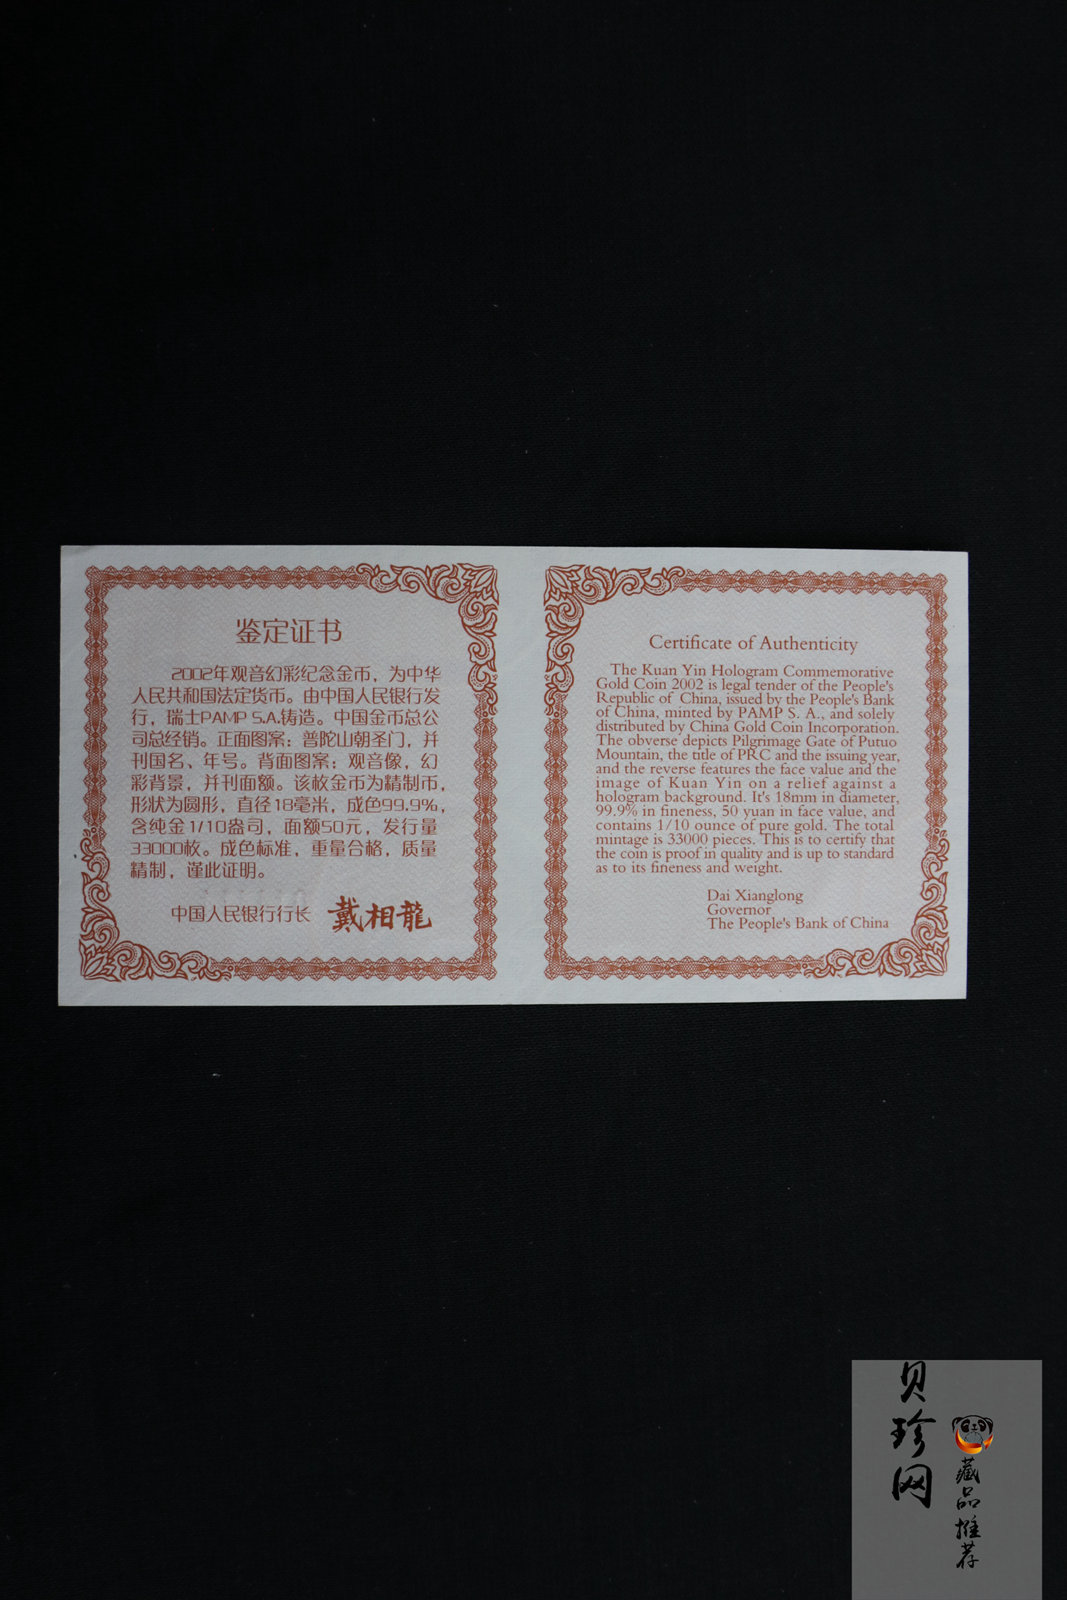 鉴定证书
2002年观音幻彩纪念金币，为中华
人民共和国法定货币。由中国人民银行发
行，瑞士PAMP S.A.铸造。中国金币总公
司总经销。正面图案：普陀山朝圣门，并
刊国名、年号。背面图案：观音像，幻
彩背景，并刊面额。该枚金币为精制币，
形状为圆形，直径18毫米，成色99.9%，
含纯金1/10盎司，面额50元，发行量
33000枚。成色标准，重量合格，质量
精制，谨此证明。
中国人民银行行长 戴相龍
Certificate of Authenticity
The Kuan Yin Hologram Commemorative
Gold Coin 2002 is legal tender of the People's
Republic of China, issued by the People's Bank
of China, minted by PAMP S. A., and solely
distributed by China Gold Coin Incorporation.
The obverse depicts Pilgrimage Gate of Putuo
Mountain, the title of PRC and the issuing year,
and the reverse features the face value and the
image of Kuan Yin on a relief against a
hologram background. It's 18mm in diameter,
99.9% in fineness, 50 yuan in face value, and
contains 1/10 ounce of pure gold. The total
mintage is 33000 pieces. This is to certify that
the coin is proof in quality and is up to standard
as to its fineness and weight.
Dai Xianglong
Governor
The People's Bank of China
贝珍网
藏品推荐